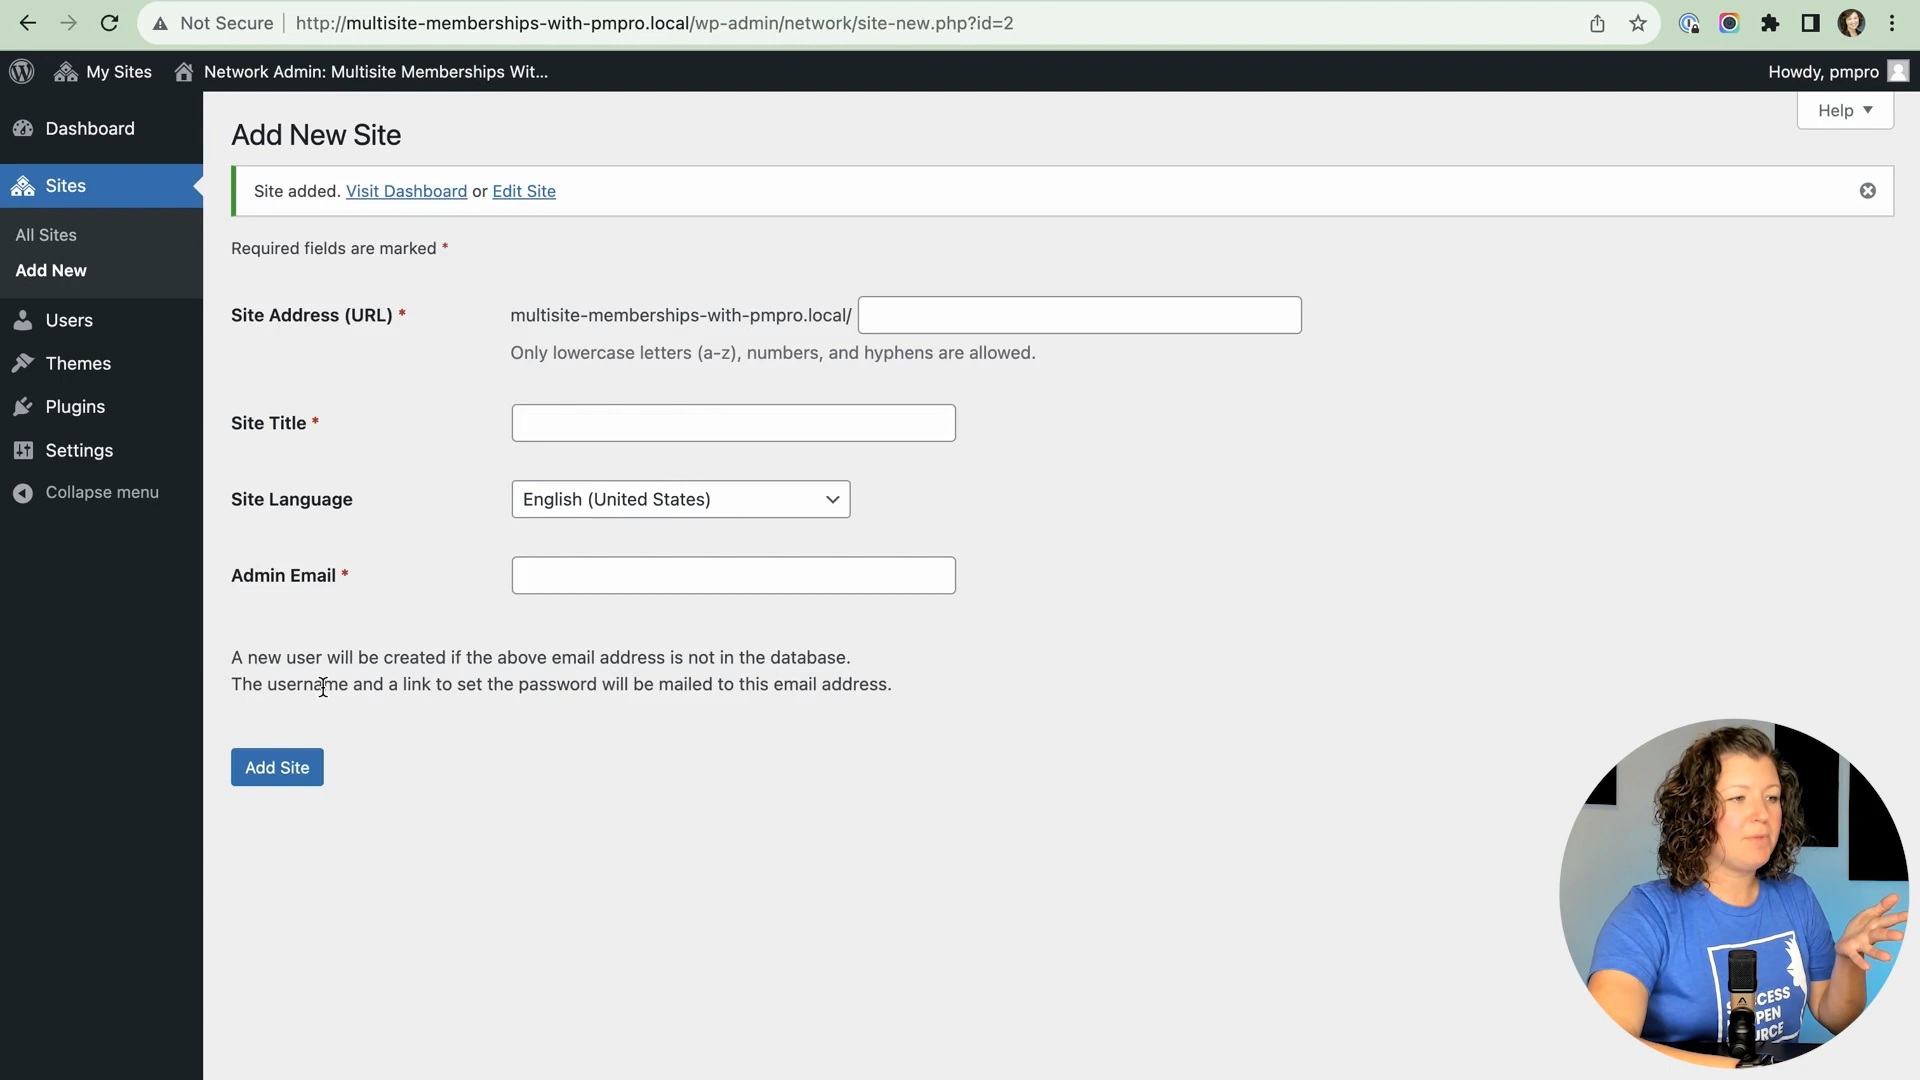 Not Secure
http://multisite-memberships-with-pmpro.local/wp-admin/network/site-new.php?id=2
My Sites
Network Admin: Multisite Memberships Wit...
Howdy, pmpro
Dashboard
Sites
All Sites
Add New
Users
Themes
Plugins
Settings
Collapse menu
Help
Add New Site
Site added. Visit Dashboard or Edit Site
Required fields are marked *
Site Address (URL) *
multisite-memberships-with-pmpro.local/
Only lowercase letters (a-z), numbers, and hyphens are allowed.
Site Title *
Site Language
English (United States)
Admin Email *
A new user will be created if the above email address is not in the database.
The username and a link to set the password will be mailed to this email address.
Add Site